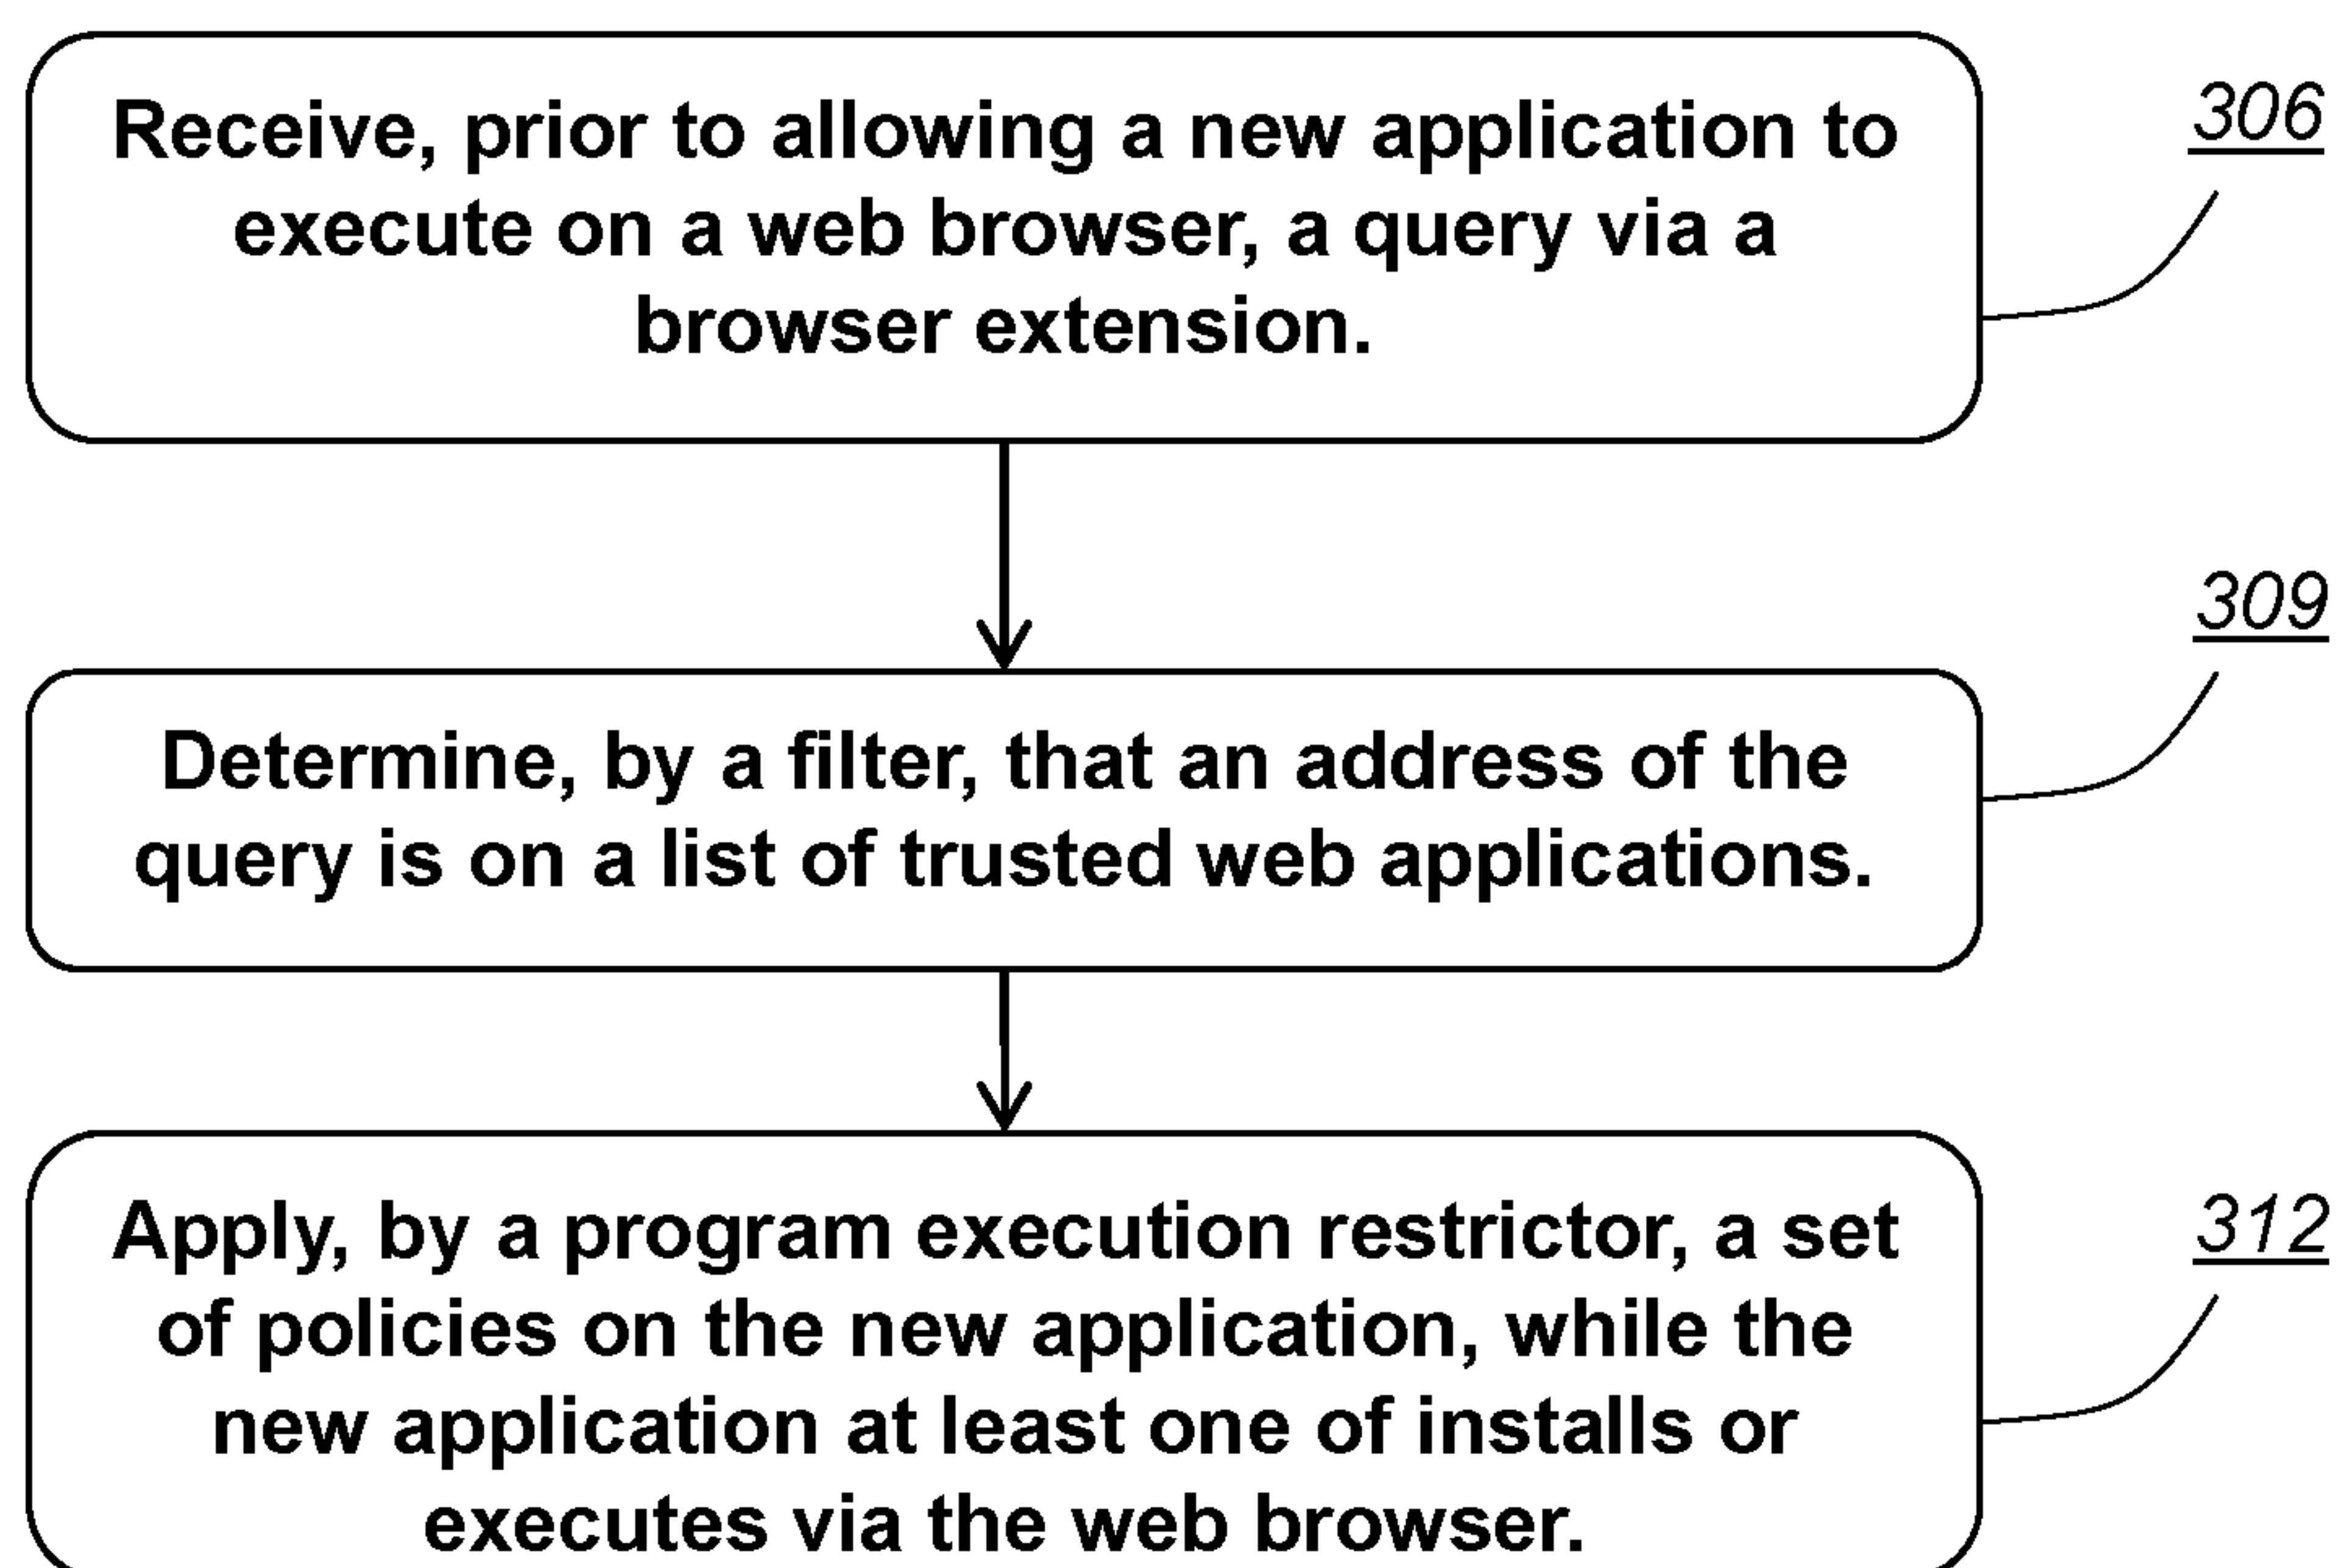 Receive, prior to allowing a new application to
execute on a web browser, a query via a
browser extension.
306
Determine, by a filter, that an address of the
query is on a list of trusted web applications.
309
Apply, by a program execution restrictor, a set
of policies on the new application, while the
new application at least one of installs or
executes via the web browser.
312